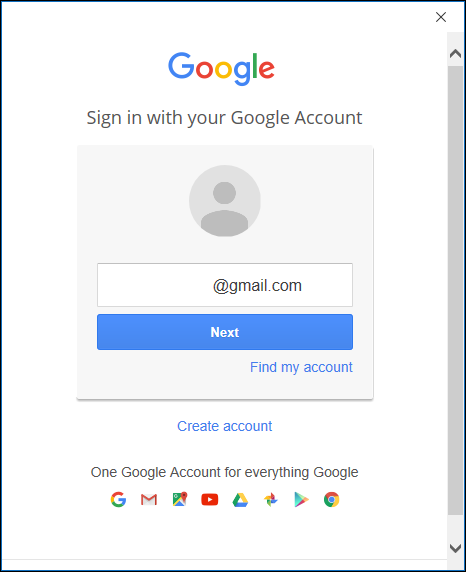 Google
Sign in with your Google Account
@gmail.com
Next
Find my account
Create account
One Google Account for everything Google